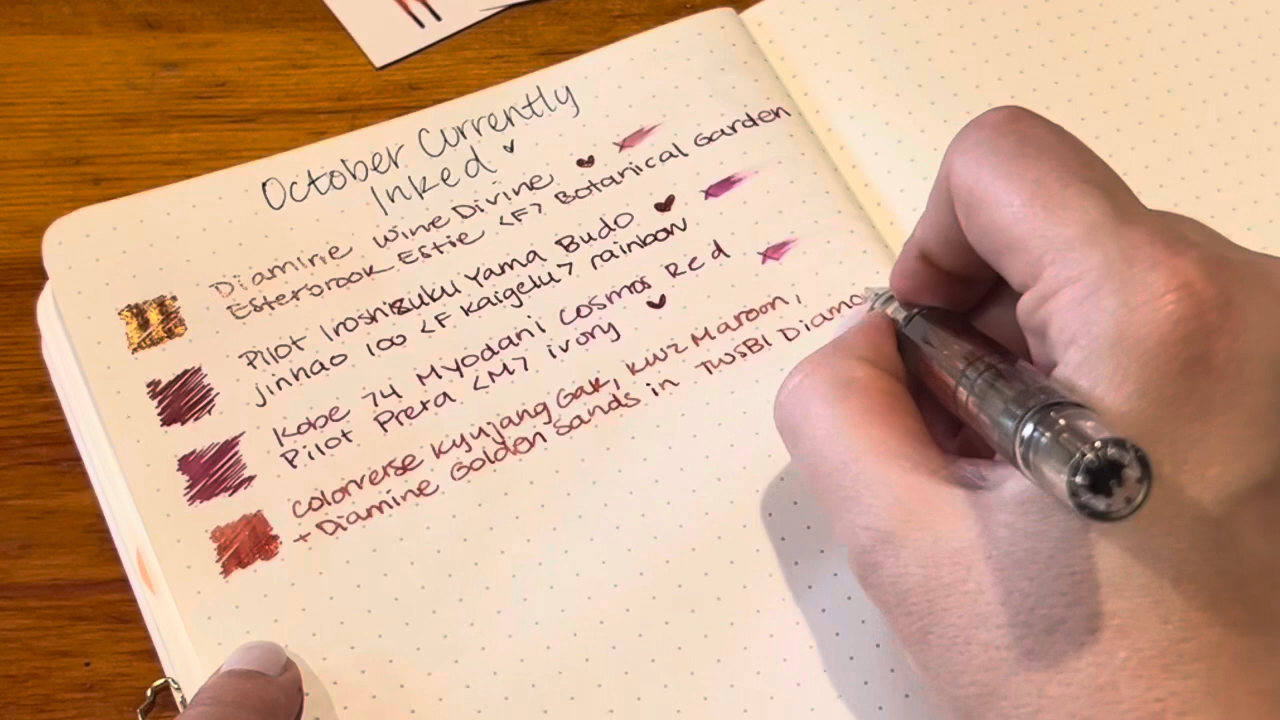 October Currently
Inked
Diamine Wine Divine
Esterbrook Estie <F> Botanical Garden
Pilot Iroshizuku Yama Budo
Jinhao 100 <F Kaigelu> rainbow
Kobe 74 Myodani Cosmos Red
Pilot Prera <M> ivory
Colorverse Kyujang Gak, KWZ Maroon,
+ Diamine Golden Sands in TWSBI Diamo